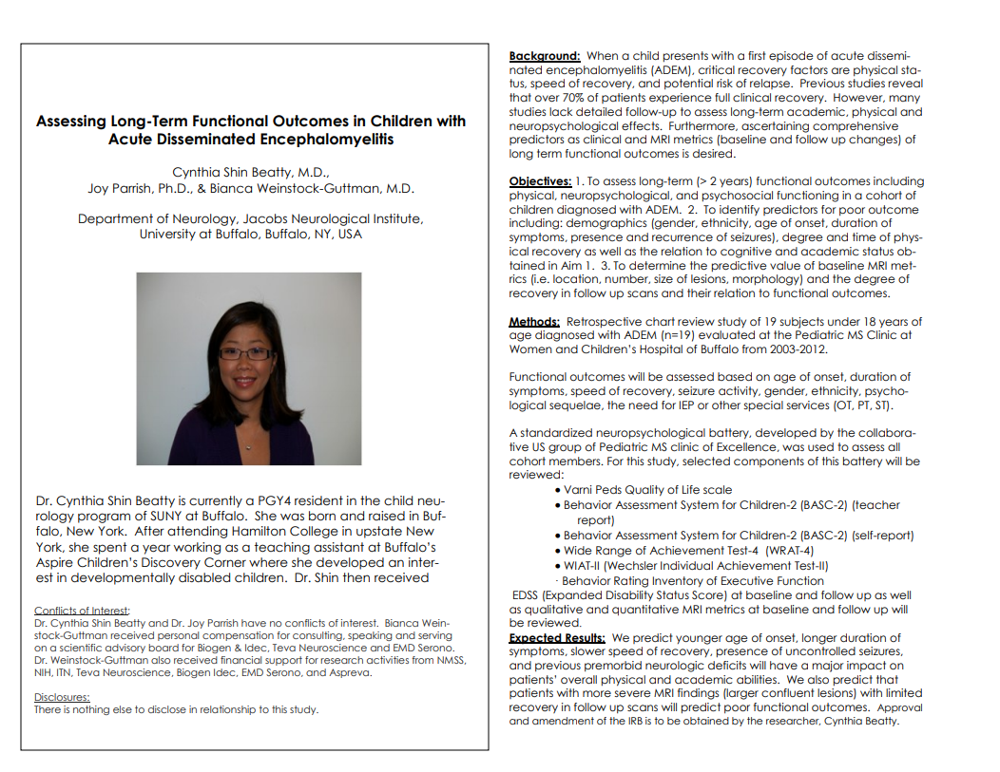 Assessing Long-Term Functional Outcomes in Children with
Acute Disseminated Encephalomyelitis
Cynthia Shin Beatty, M.D.,
Joy Parrish, Ph.D., & Bianca Weinstock-Guttman, M.D.
Department of Neurology, Jacobs Neurological Institute,
University at Buffalo, Buffalo, NY, USA
Dr. Cynthia Shin Beatty is currently a PGY4 resident in the child neu-
rology program of SUNY at Buffalo.  She was born and raised in Buf-
falo, New York.  After attending Hamilton College in upstate New
York, she spent a year working as a teaching assistant at Buffalo's
Aspire Children's Discovery Corner where she developed an inter-
est in developmentally disabled children.  Dr. Shin then received
Conflicts of Interest:
Dr. Cynthia Shin Beatty and Dr. Joy Parrish have no conflicts of interest.  Bianca Wein-
stock-Guttman received personal compensation for consulting, speaking and serving
on a scientific advisory board for Biogen & Idec, Teva Neuroscience and EMD Serono.
Dr. Weinstock-Guttman also received financial support for research activities from NMSS,
NIH, ITN, Teva Neuroscience, Biogen Idec, EMD Serono, and Aspreva.
Disclosures:
There is nothing else to disclose in relationship to this study.
Background:  When a child presents with a first episode of acute dissemi-
nated encephalomyelitis (ADEM), critical recovery factors are physical sta-
tus, speed of recovery, and potential risk of relapse.  Previous studies reveal
that over 70% of patients experience full clinical recovery.  However, many
studies lack detailed follow-up to assess long-term academic, physical and
neuropsychological effects.  Furthermore, ascertaining comprehensive
predictors as clinical and MRI metrics (baseline and follow up changes) of
long term functional outcomes is desired.
Objectives: 1. To assess long-term (> 2 years) functional outcomes including
physical, neuropsychological, and psychosocial functioning in a cohort of
children diagnosed with ADEM.  2.  To identify predictors for poor outcome
including: demographics (gender, ethnicity, age of onset, duration of
symptoms, presence and recurrence of seizures), degree and time of phys-
ical recovery as well as the relation to cognitive and academic status ob-
tained in Aim 1.  3. To determine the predictive value of baseline MRI met-
rics (i.e. location, number, size of lesions, morphology) and the degree of
recovery in follow up scans and their relation to functional outcomes.
Methods:  Retrospective chart review study of 19 subjects under 18 years of
age diagnosed with ADEM (n=19) evaluated at the Pediatric MS Clinic at
Women and Children's Hospital of Buffalo from 2003-2012.
Functional outcomes will be assessed based on age of onset, duration of
symptoms, speed of recovery, seizure activity, gender, ethnicity, psycho-
logical sequelae, the need for IEP or other special services (OT, PT, ST).
A standardized neuropsychological battery, developed by the collabora-
tive US group of Pediatric MS clinic of Excellence, was used to assess all
cohort members. For this study, selected components of this battery will be
reviewed:
• Varni Peds Quality of Life scale
• Behavior Assessment System for Children-2 (BASC-2) (teacher
report)
• Behavior Assessment System for Children-2 (BASC-2) (self-report)
• Wide Range of Achievement Test-4  (WRAT-4)
• WIAT-II (Wechsler Individual Achievement Test-II)
· Behavior Rating Inventory of Executive Function
EDSS (Expanded Disability Status Score) at baseline and follow up as well
as qualitative and quantitative MRI metrics at baseline and follow up will
be reviewed.
Expected Results:  We predict younger age of onset, longer duration of
symptoms, slower speed of recovery, presence of uncontrolled seizures,
and previous premorbid neurologic deficits will have a major impact on
patients' overall physical and academic abilities.  We also predict that
patients with more severe MRI findings (larger confluent lesions) with limited
recovery in follow up scans will predict poor functional outcomes.  Approval
and amendment of the IRB is to be obtained by the researcher, Cynthia Beatty.